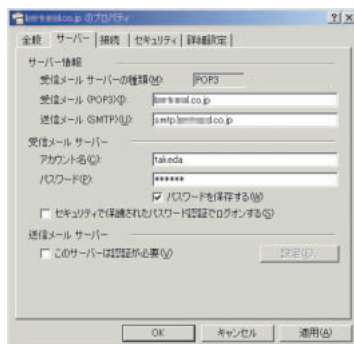 .co.jp のプロパティ
全般 サーバー 接続 セキュリティ 詳細設定
サーバー情報
受信メール サーバーの種類(M): POP3
受信メール (POP3)(I): .co.jp
送信メール (SMTP)(U): smtp. .co.jp
受信メール サーバー
アカウント名(C): takeda
パスワード(P): ******
パスワードを保存する(W)
セキュリティで保護されたパスワード認証でログオンする(S)
送信メール サーバー
このサーバーは認証が必要(V) 設定(E)...
OK キャンセル 適用(A)